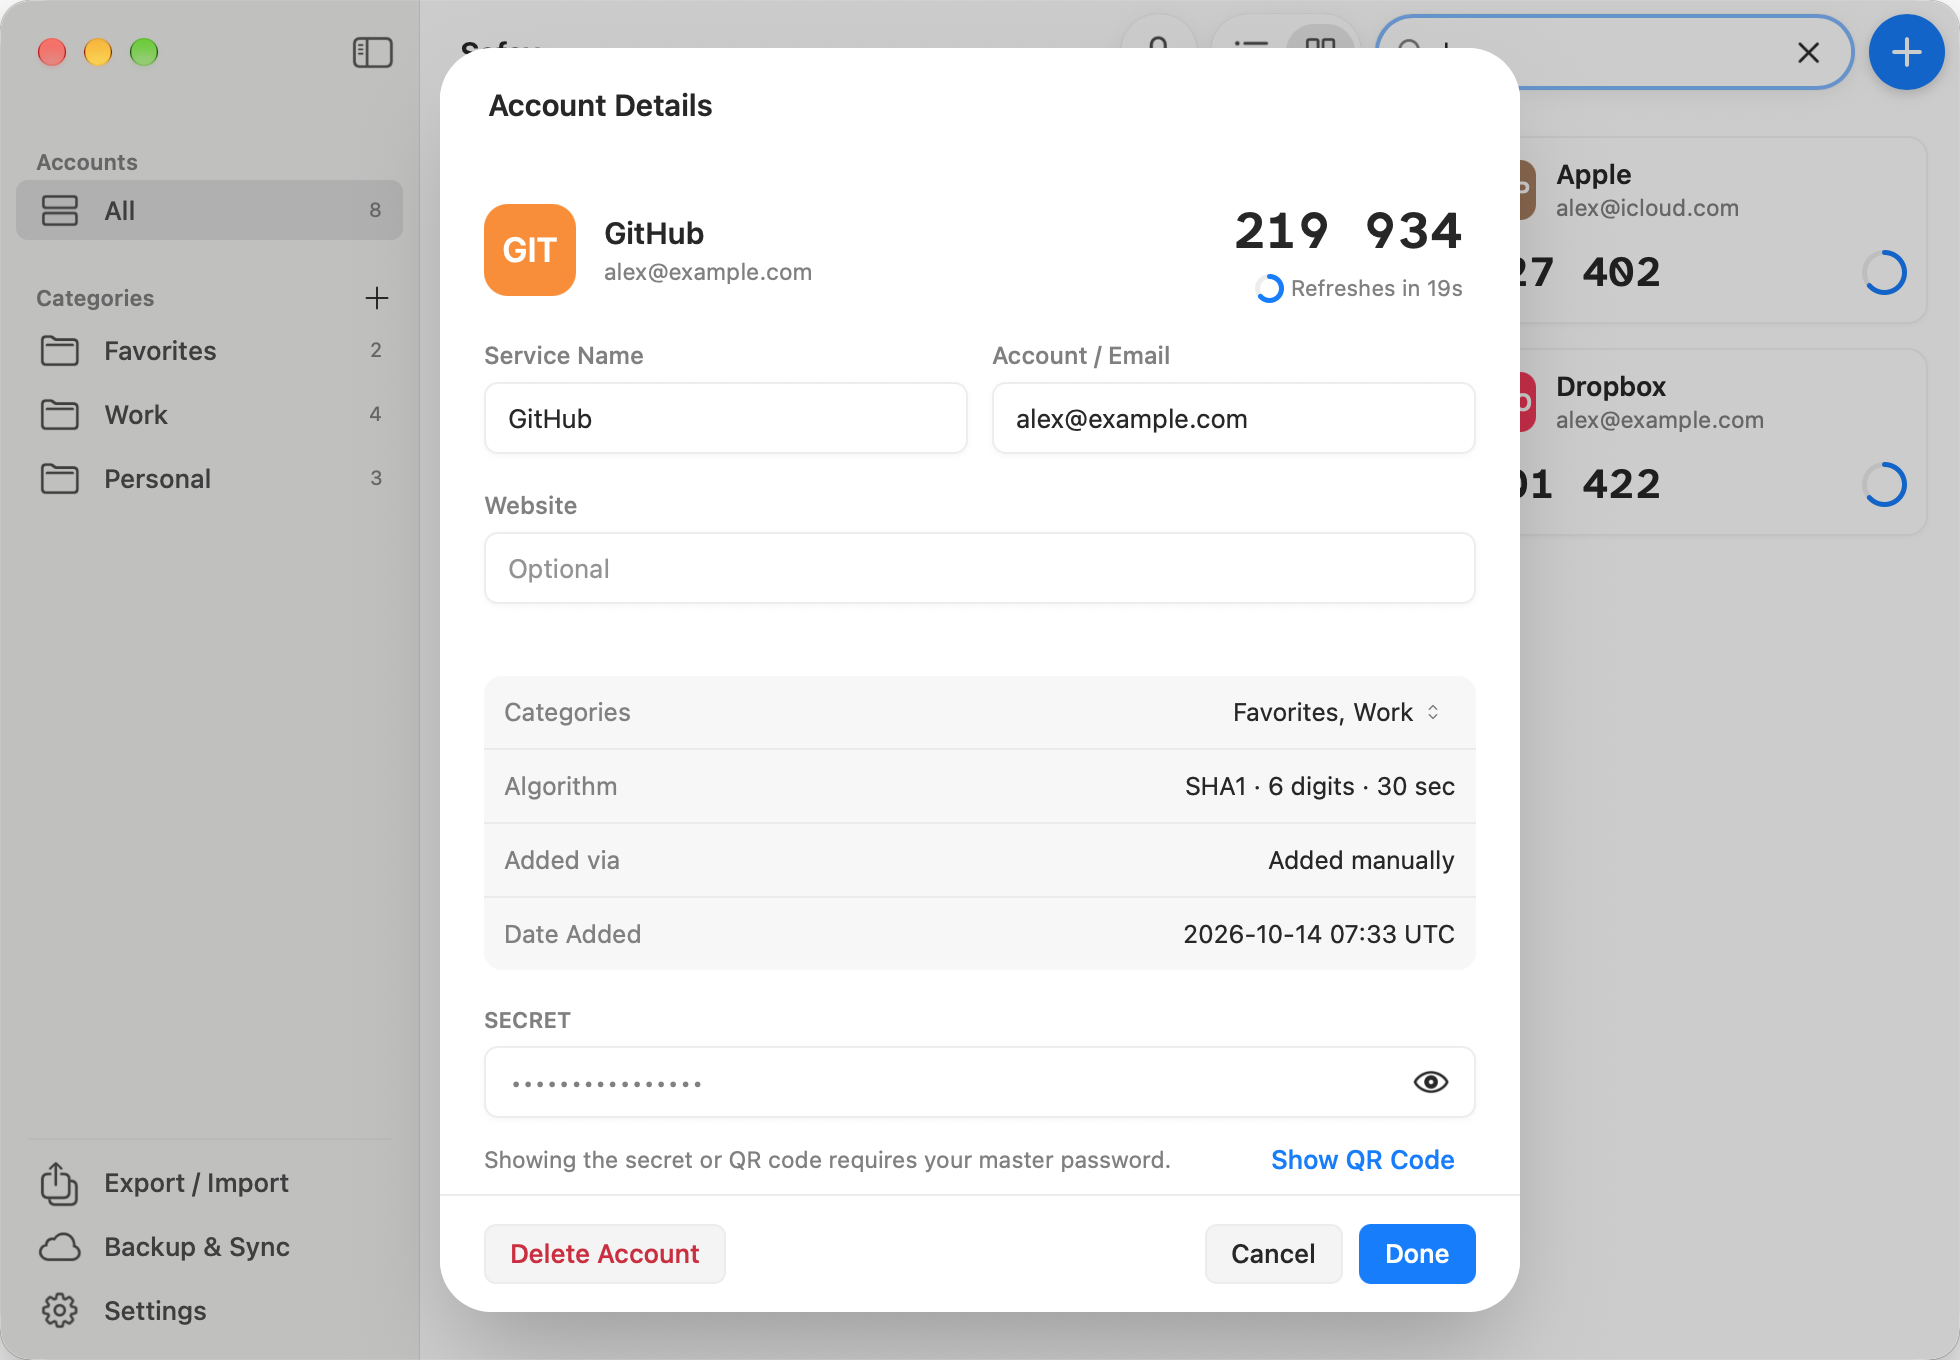 Accounts
All 8
Categories
Favorites 2
Work 4
Personal 3
Export / Import
Backup & Sync
Settings
Account Details
GIT
GitHub
alex@example.com
219 934
Refreshes in 19s
Service Name
Account / Email
GitHub
alex@example.com
Website
Optional
Categories
Favorites, Work
Algorithm
SHA1 · 6 digits · 30 sec
Added via
Added manually
Date Added
2026-10-14 07:33 UTC
SECRET
••••••••••••••••
Showing the secret or QR code requires your master password.
Show QR Code
Delete Account
Cancel
Done
Apple
alex@icloud.com
402
Dropbox
alex@example.com
422